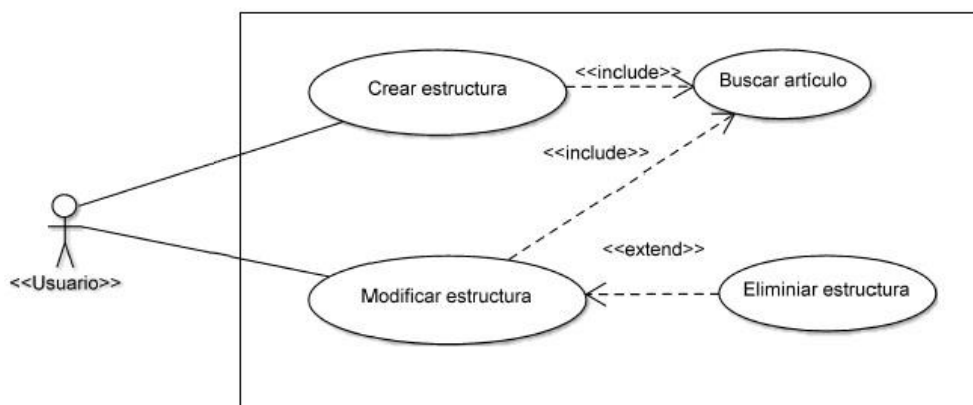 Crear estructura
<<include>>
Buscar artículo
<<include>>
<<Usuario>>
<<extend>>
Modificar estructura
Eliminiar estructura